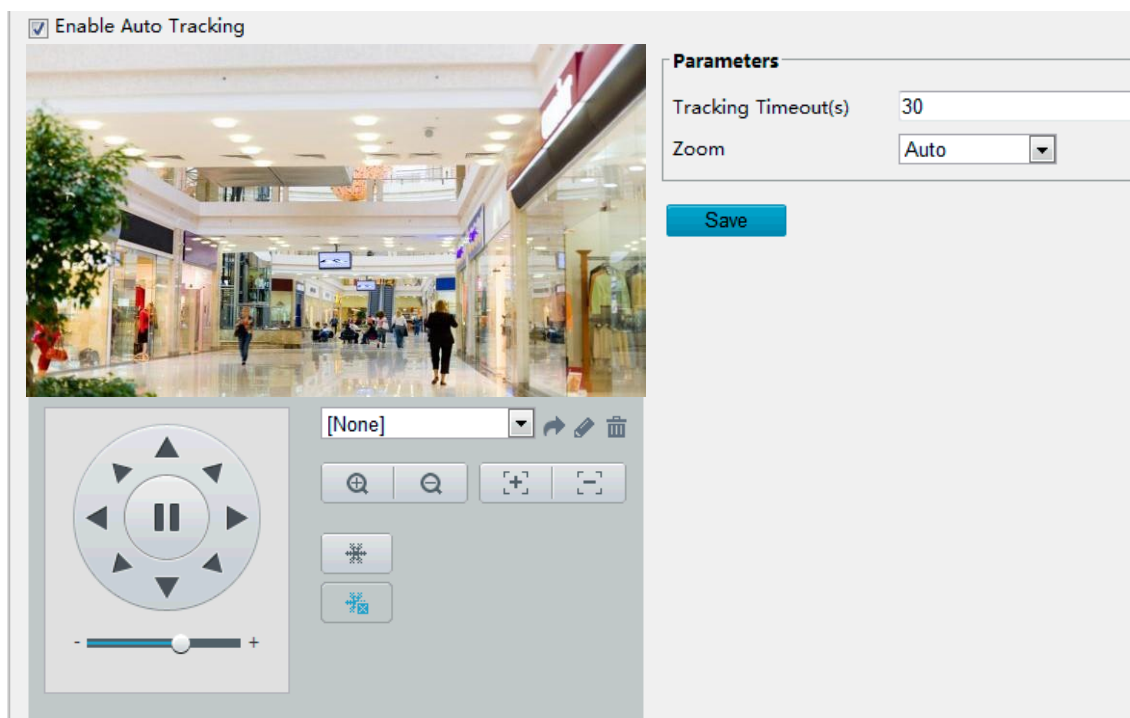 Enable Auto Tracking
Parameters
Tracking Timeout(s) 30
Zoom Auto
Save
[None]
- +